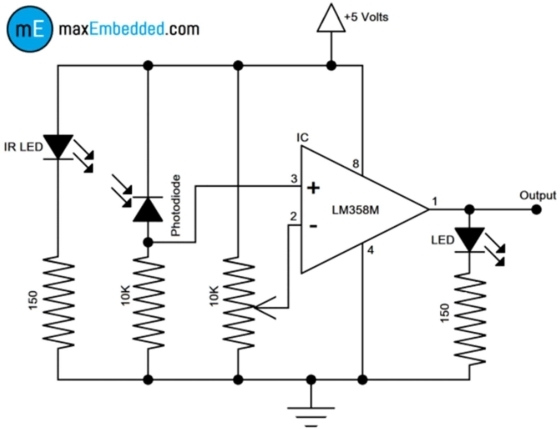 mE maxEmbedded.com
+5 Volts
IR LED
Photodiode
IC
8
3
+
LM358M
1
Output
2
-
4
LED
150
10K
10K
150